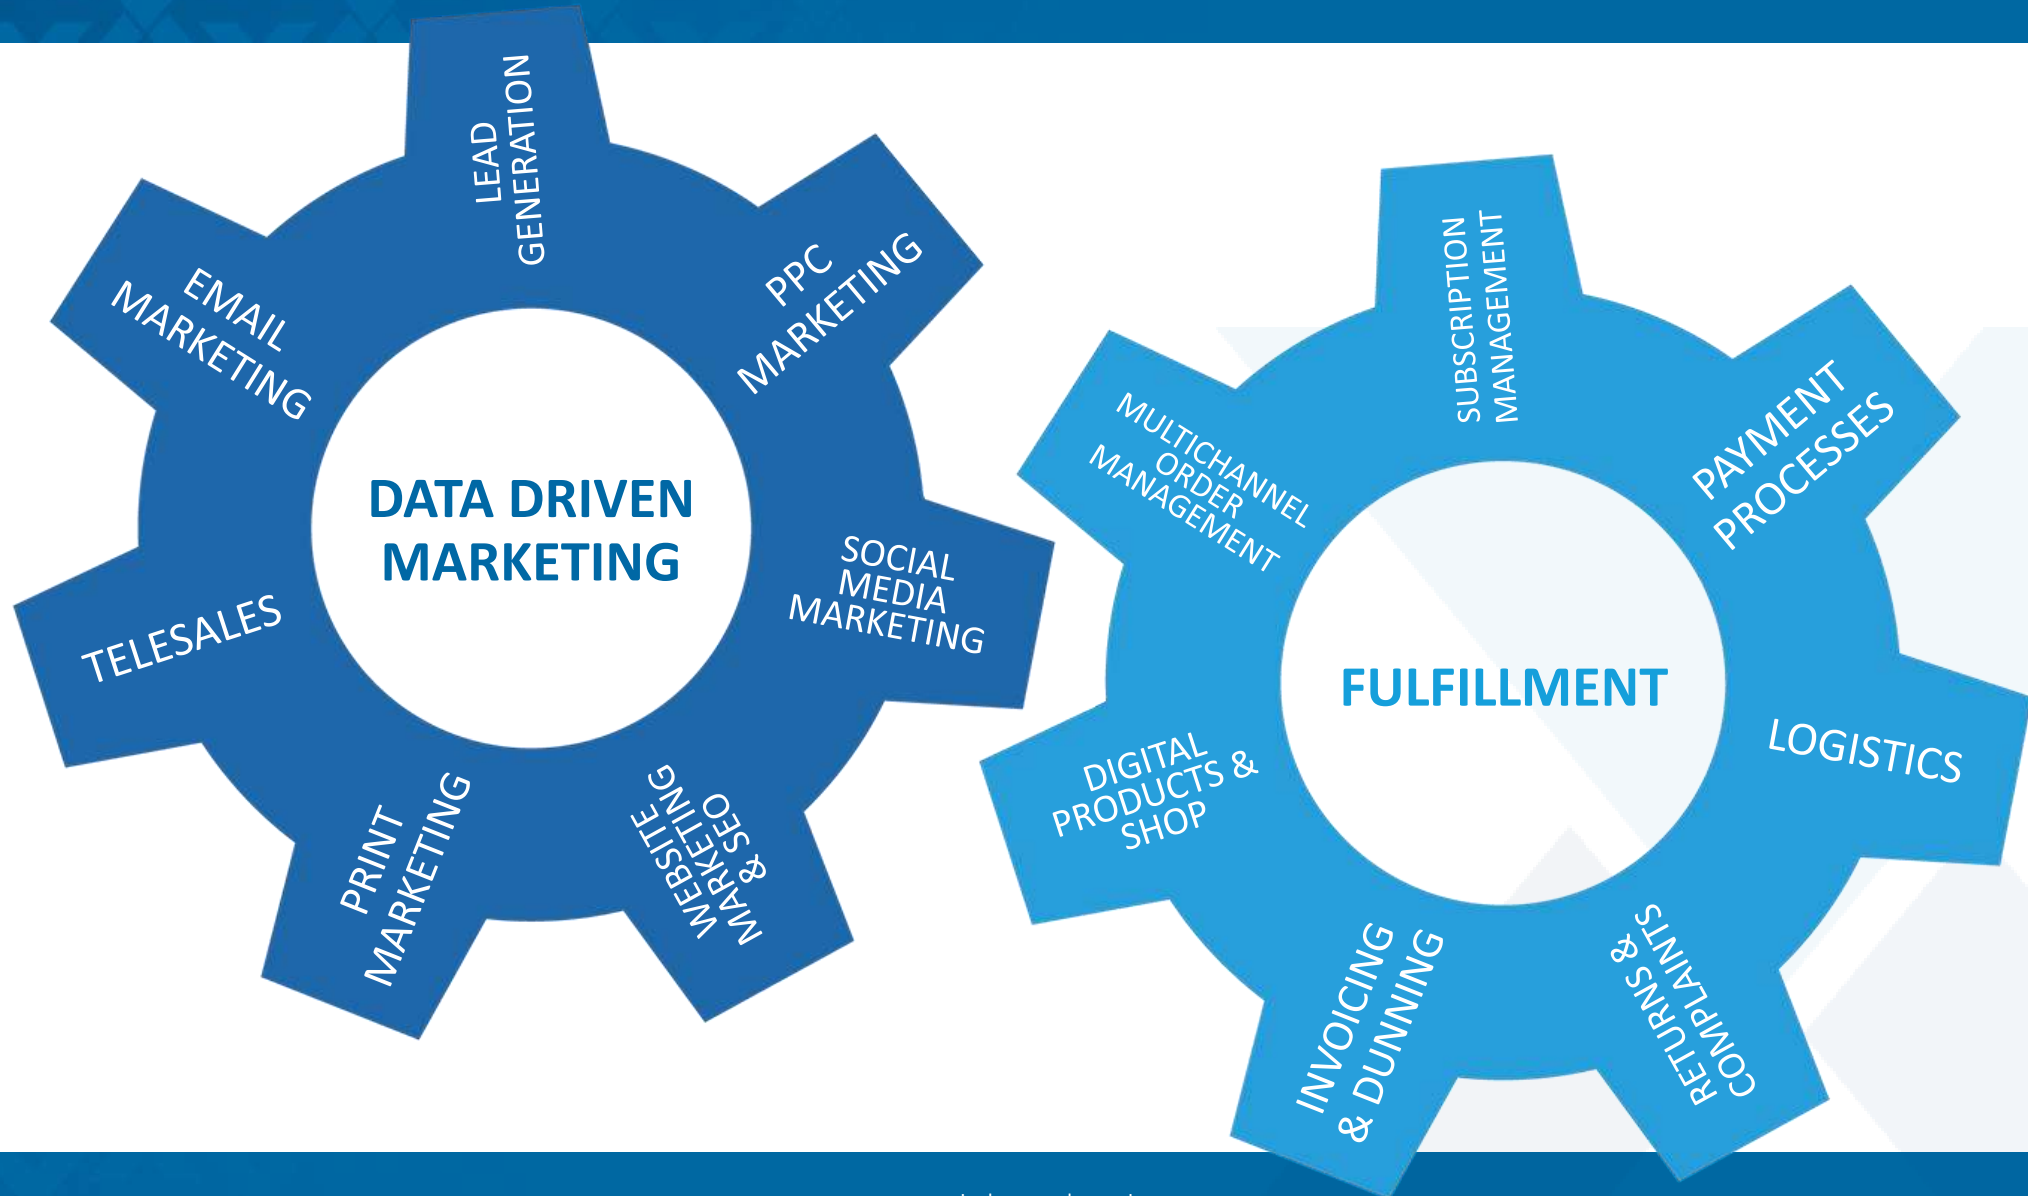 DATA DRIVEN
MARKETING
LEAD
GENERATION
PPC
MARKETING
SOCIAL
MEDIA
MARKETING
WEBSITE
MARKETING
& SEO
PRINT
MARKETING
TELESALES
EMAIL
MARKETING
FULFILLMENT
SUBSCRIPTION
MANAGEMENT
PAYMENT
PROCESSES
LOGISTICS
RETURNS &
COMPLAINTS
INVOICING
& DUNNING
DIGITAL
PRODUCTS &
SHOP
MULTICHANNEL
ORDER
MANAGEMENT